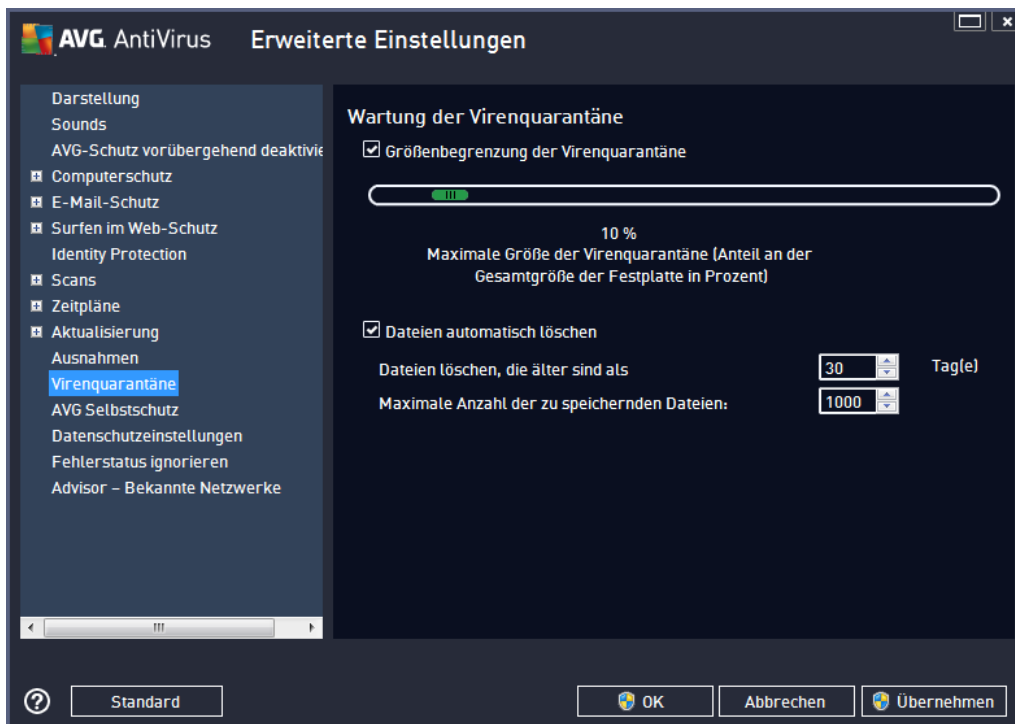 AVG. AntiVirus
Erweiterte Einstellungen
Darstellung
Sounds
AVG-Schutz vorübergehend deaktivie
Computerschutz
E-Mail-Schutz
Surfen im Web-Schutz
Identity Protection
Scans
Zeitpläne
Aktualisierung
Ausnahmen
Virenquarantäne
AVG Selbstschutz
Datenschutzeinstellungen
Fehlerstatus ignorieren
Advisor – Bekannte Netzwerke
Wartung der Virenquarantäne
Größenbegrenzung der Virenquarantäne
10 %
Maximale Größe der Virenquarantäne (Anteil an der
Gesamtgröße der Festplatte in Prozent)
Dateien automatisch löschen
Dateien löschen, die älter sind als 30 Tag(e)
Maximale Anzahl der zu speichernden Dateien: 1000
Standard
OK
Abbrechen
Übernehmen